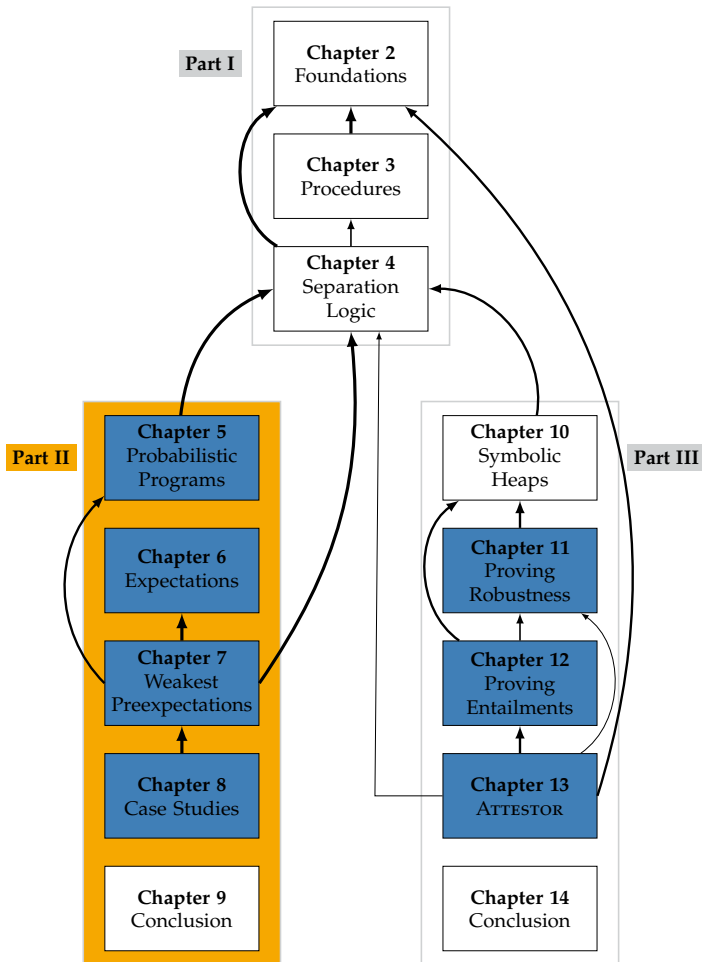 Part I
Chapter 2
Foundations
Chapter 3
Procedures
Chapter 4
Separation
Logic
Part II
Chapter 5
Probabilistic
Programs
Chapter 6
Expectations
Chapter 7
Weakest
Preexpectations
Chapter 8
Case Studies
Chapter 9
Conclusion
Part III
Chapter 10
Symbolic
Heaps
Chapter 11
Proving
Robustness
Chapter 12
Proving
Entailments
Chapter 13
ATTESTOR
Chapter 14
Conclusion